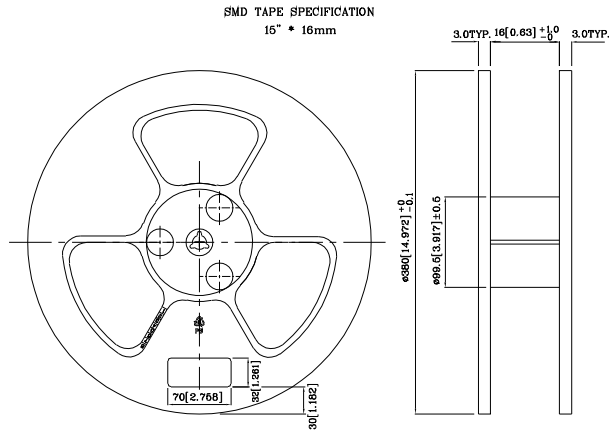 SMD TAPE SPECIFICATION
15" * 16mm
3.0TYP. 16[0.63] +1.0 -0 3.0TYP.
ø380[14.972] +0 -0.1
ø99.5[3.917]±0.5
70[2.758]
32[1.261]
30[1.182]